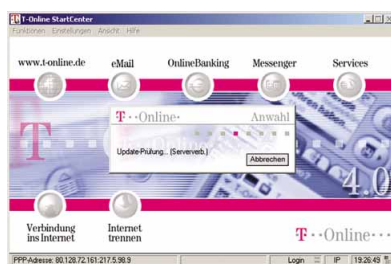 T-Online StartCenter
Funktionen Einstellungen Ansicht Hilfe
www.t-online.de eMail OnlineBanking Messenger Services
T··Online· Anwahl
Update-Prüfung... (Serververb.)
Abbrechen
T
4.0
Verbindung ins Internet
Internet trennen
T··Online···
PPP-Adresse: 80.128.72.161:217.5.98.9 Login IP 19:26:49